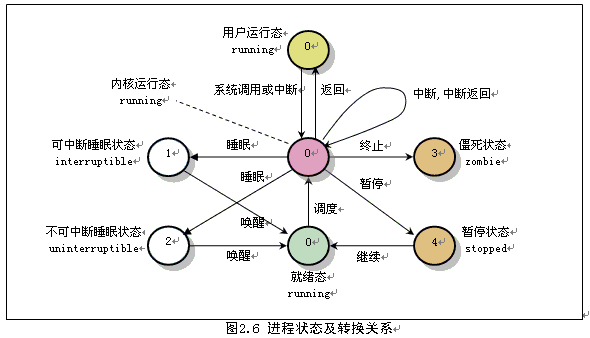 用户运行态
running
0
系统调用或中断
返回
内核运行态
running
中断, 中断返回
可中断睡眠状态
interruptible
1
睡眠
0
终止
3
僵死状态
zombie
睡眠
暂停
唤醒
调度
不可中断睡眠状态
uninterruptible
2
唤醒
0
继续
4
暂停状态
stopped
就绪态
running
图2.6 进程状态及转换关系